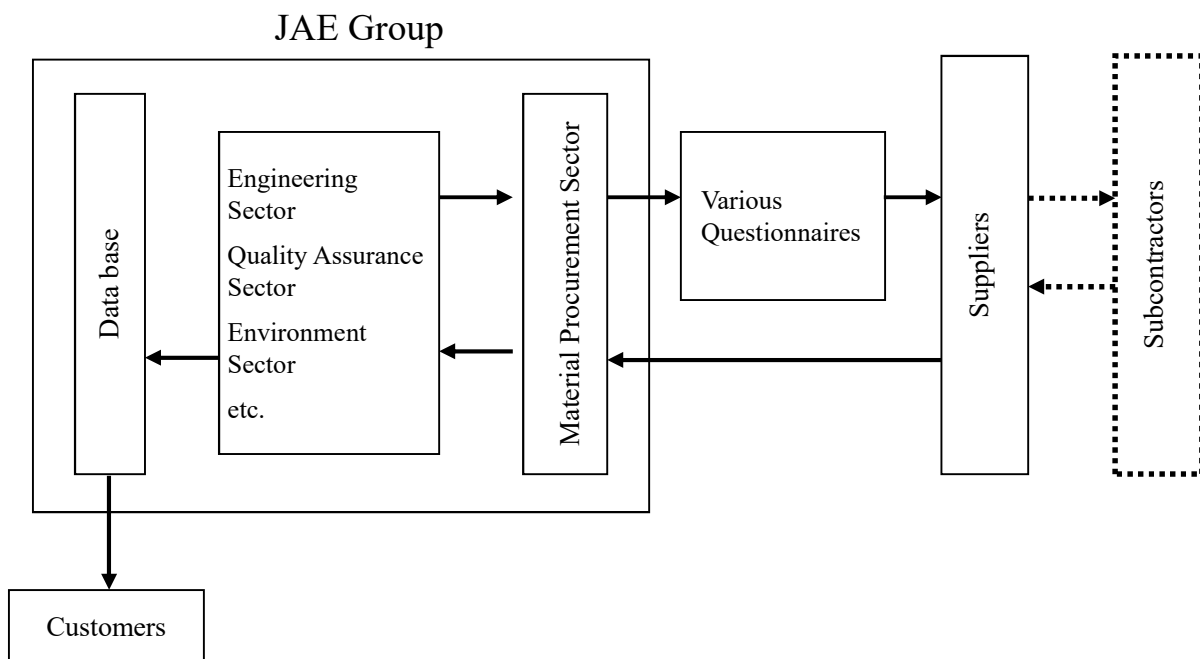 JAE Group
Data base
Engineering
Sector
Quality Assurance
Sector
Environment
Sector
etc.
Material Procurement Sector
Various
Questionnaires
Suppliers
Subcontractors
Customers